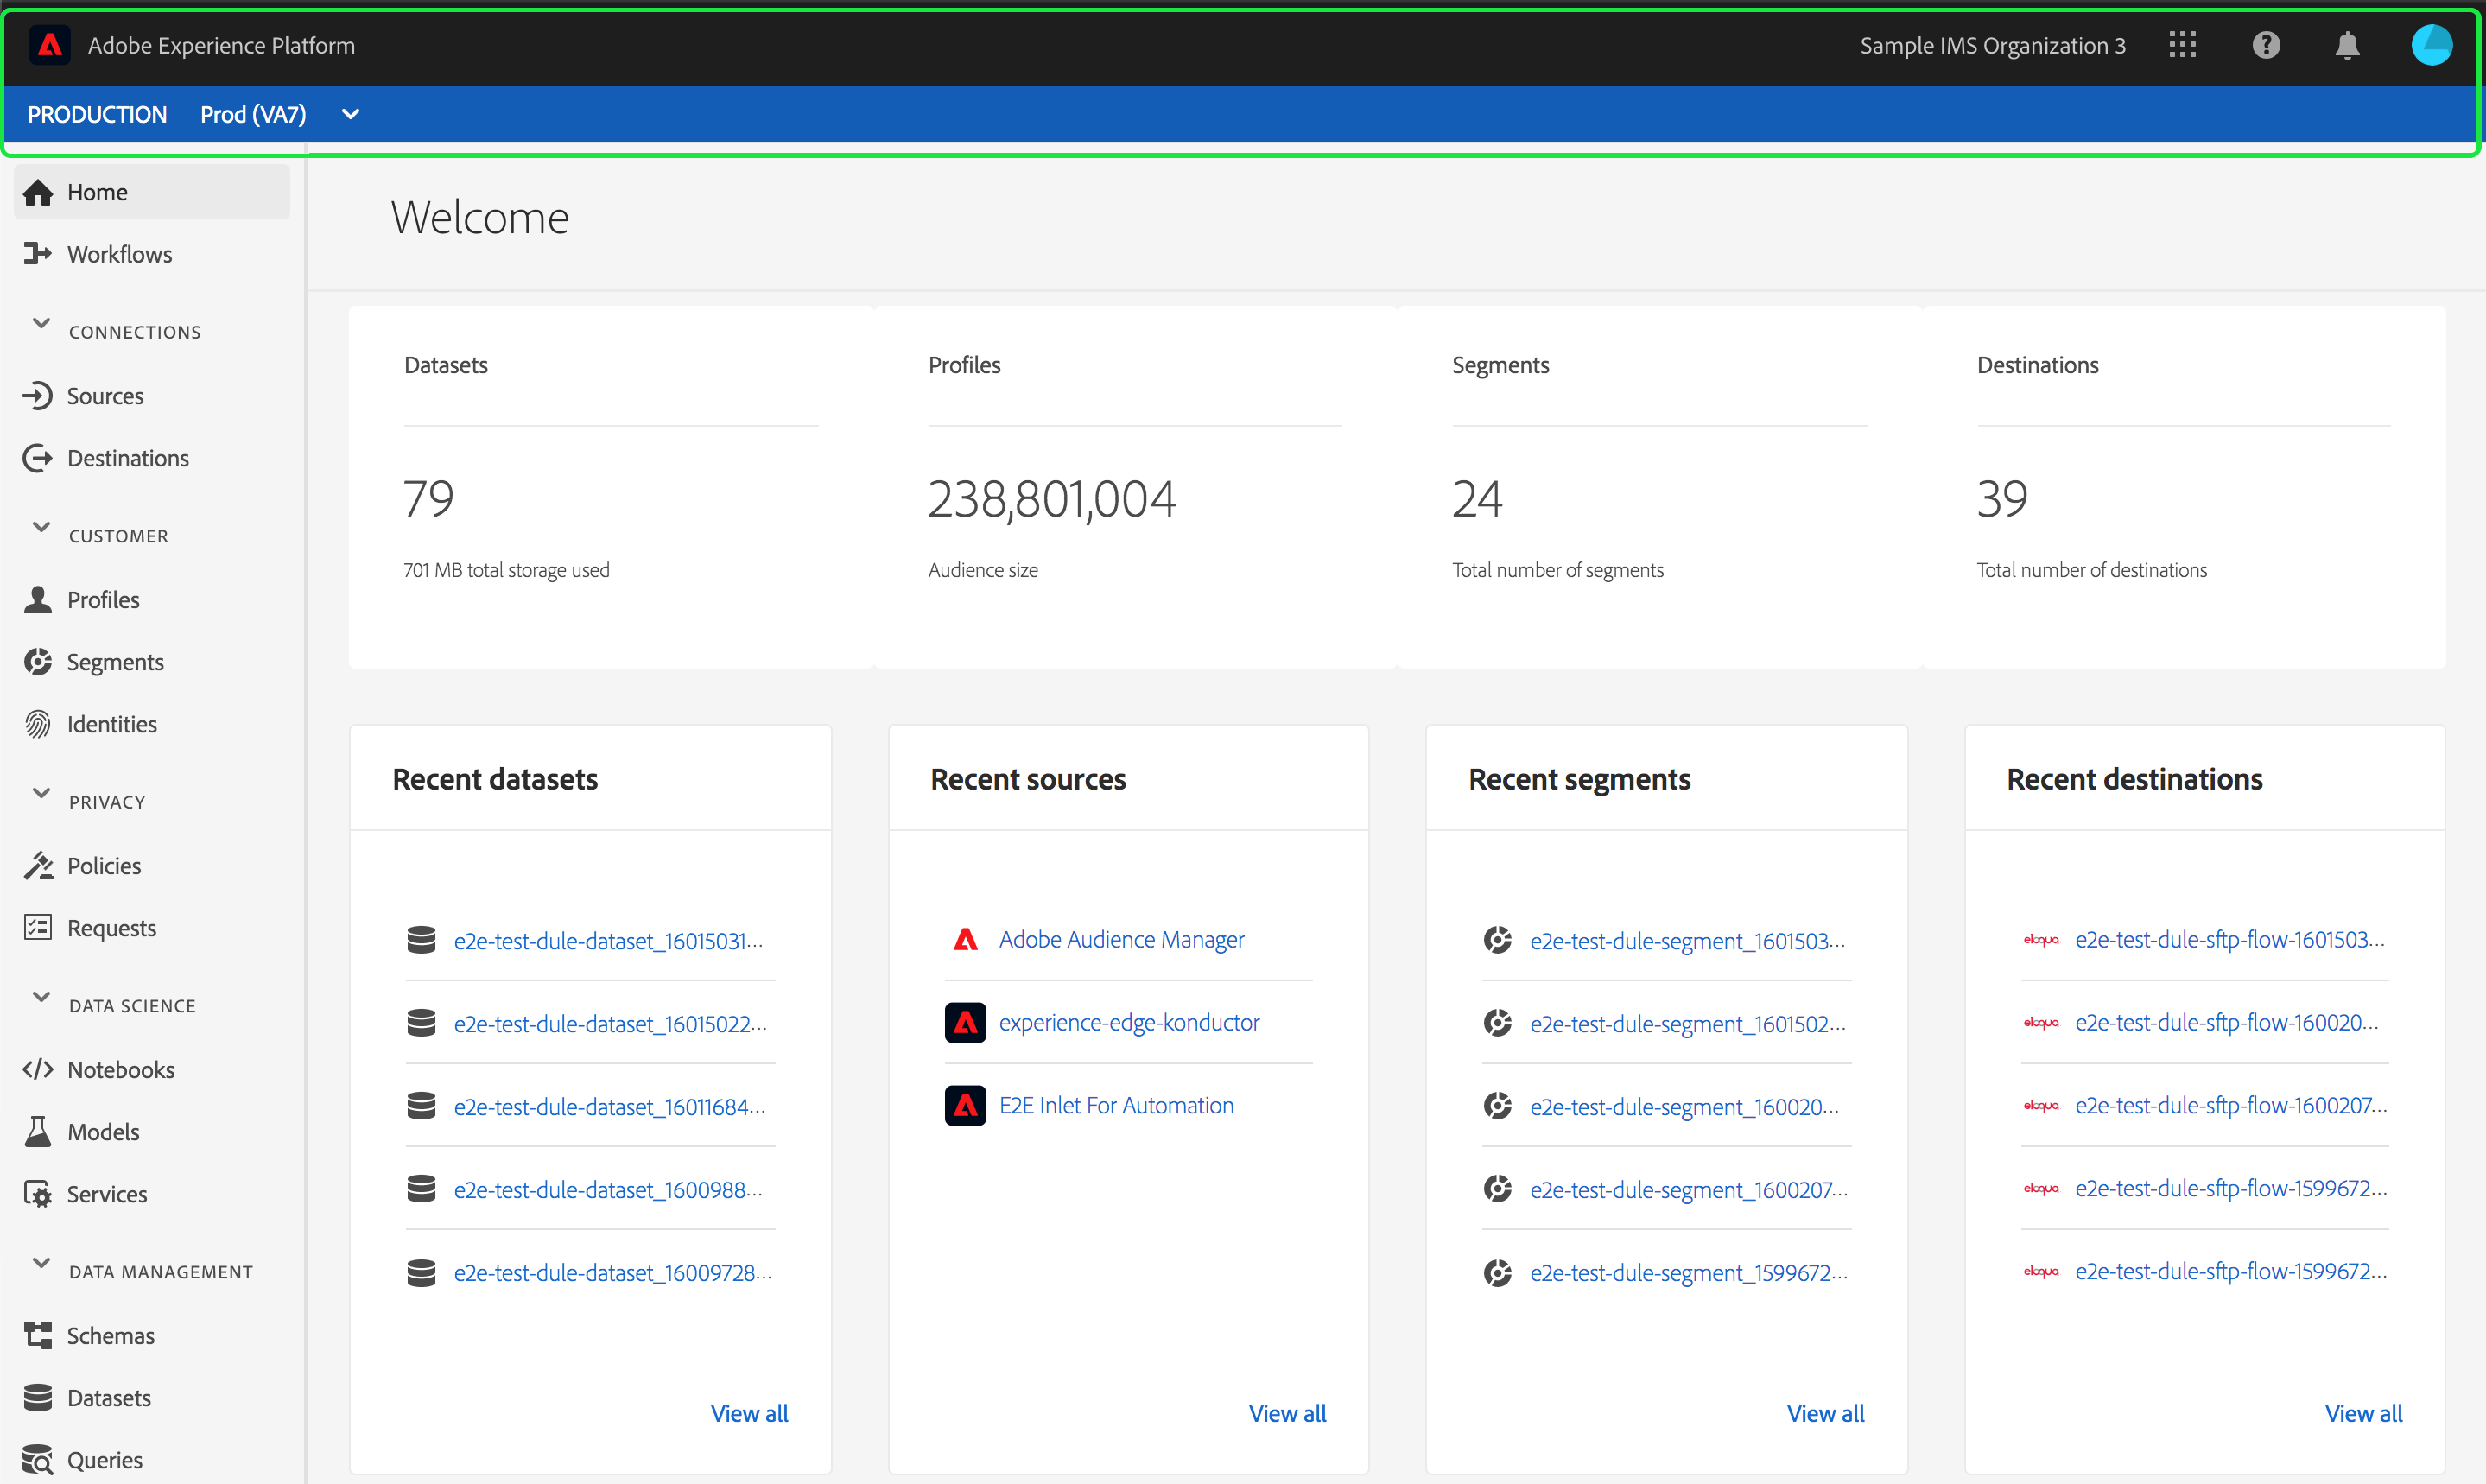 Adobe Experience Platform
Sample IMS Organization 3
PRODUCTION Prod (VA7)
Home
Workflows
CONNECTIONS
Sources
Destinations
CUSTOMER
Profiles
Segments
Identities
PRIVACY
Policies
Requests
DATA SCIENCE
Notebooks
Models
Services
DATA MANAGEMENT
Schemas
Datasets
Queries
Welcome
Datasets
79
701 MB total storage used
Profiles
238,801,004
Audience size
Segments
24
Total number of segments
Destinations
39
Total number of destinations
Recent datasets
e2e-test-dule-dataset_16015031...
e2e-test-dule-dataset_16015022...
e2e-test-dule-dataset_16011684...
e2e-test-dule-dataset_1600988...
e2e-test-dule-dataset_16009728...
View all
Recent sources
Adobe Audience Manager
experience-edge-konductor
E2E Inlet For Automation
View all
Recent segments
e2e-test-dule-segment_1601503...
e2e-test-dule-segment_1601502...
e2e-test-dule-segment_160020...
e2e-test-dule-segment_1600207...
e2e-test-dule-segment_1599672...
View all
Recent destinations
eloqua e2e-test-dule-sftp-flow-1601503...
eloqua e2e-test-dule-sftp-flow-160020...
eloqua e2e-test-dule-sftp-flow-1600207...
eloqua e2e-test-dule-sftp-flow-1599672...
eloqua e2e-test-dule-sftp-flow-1599672...
View all